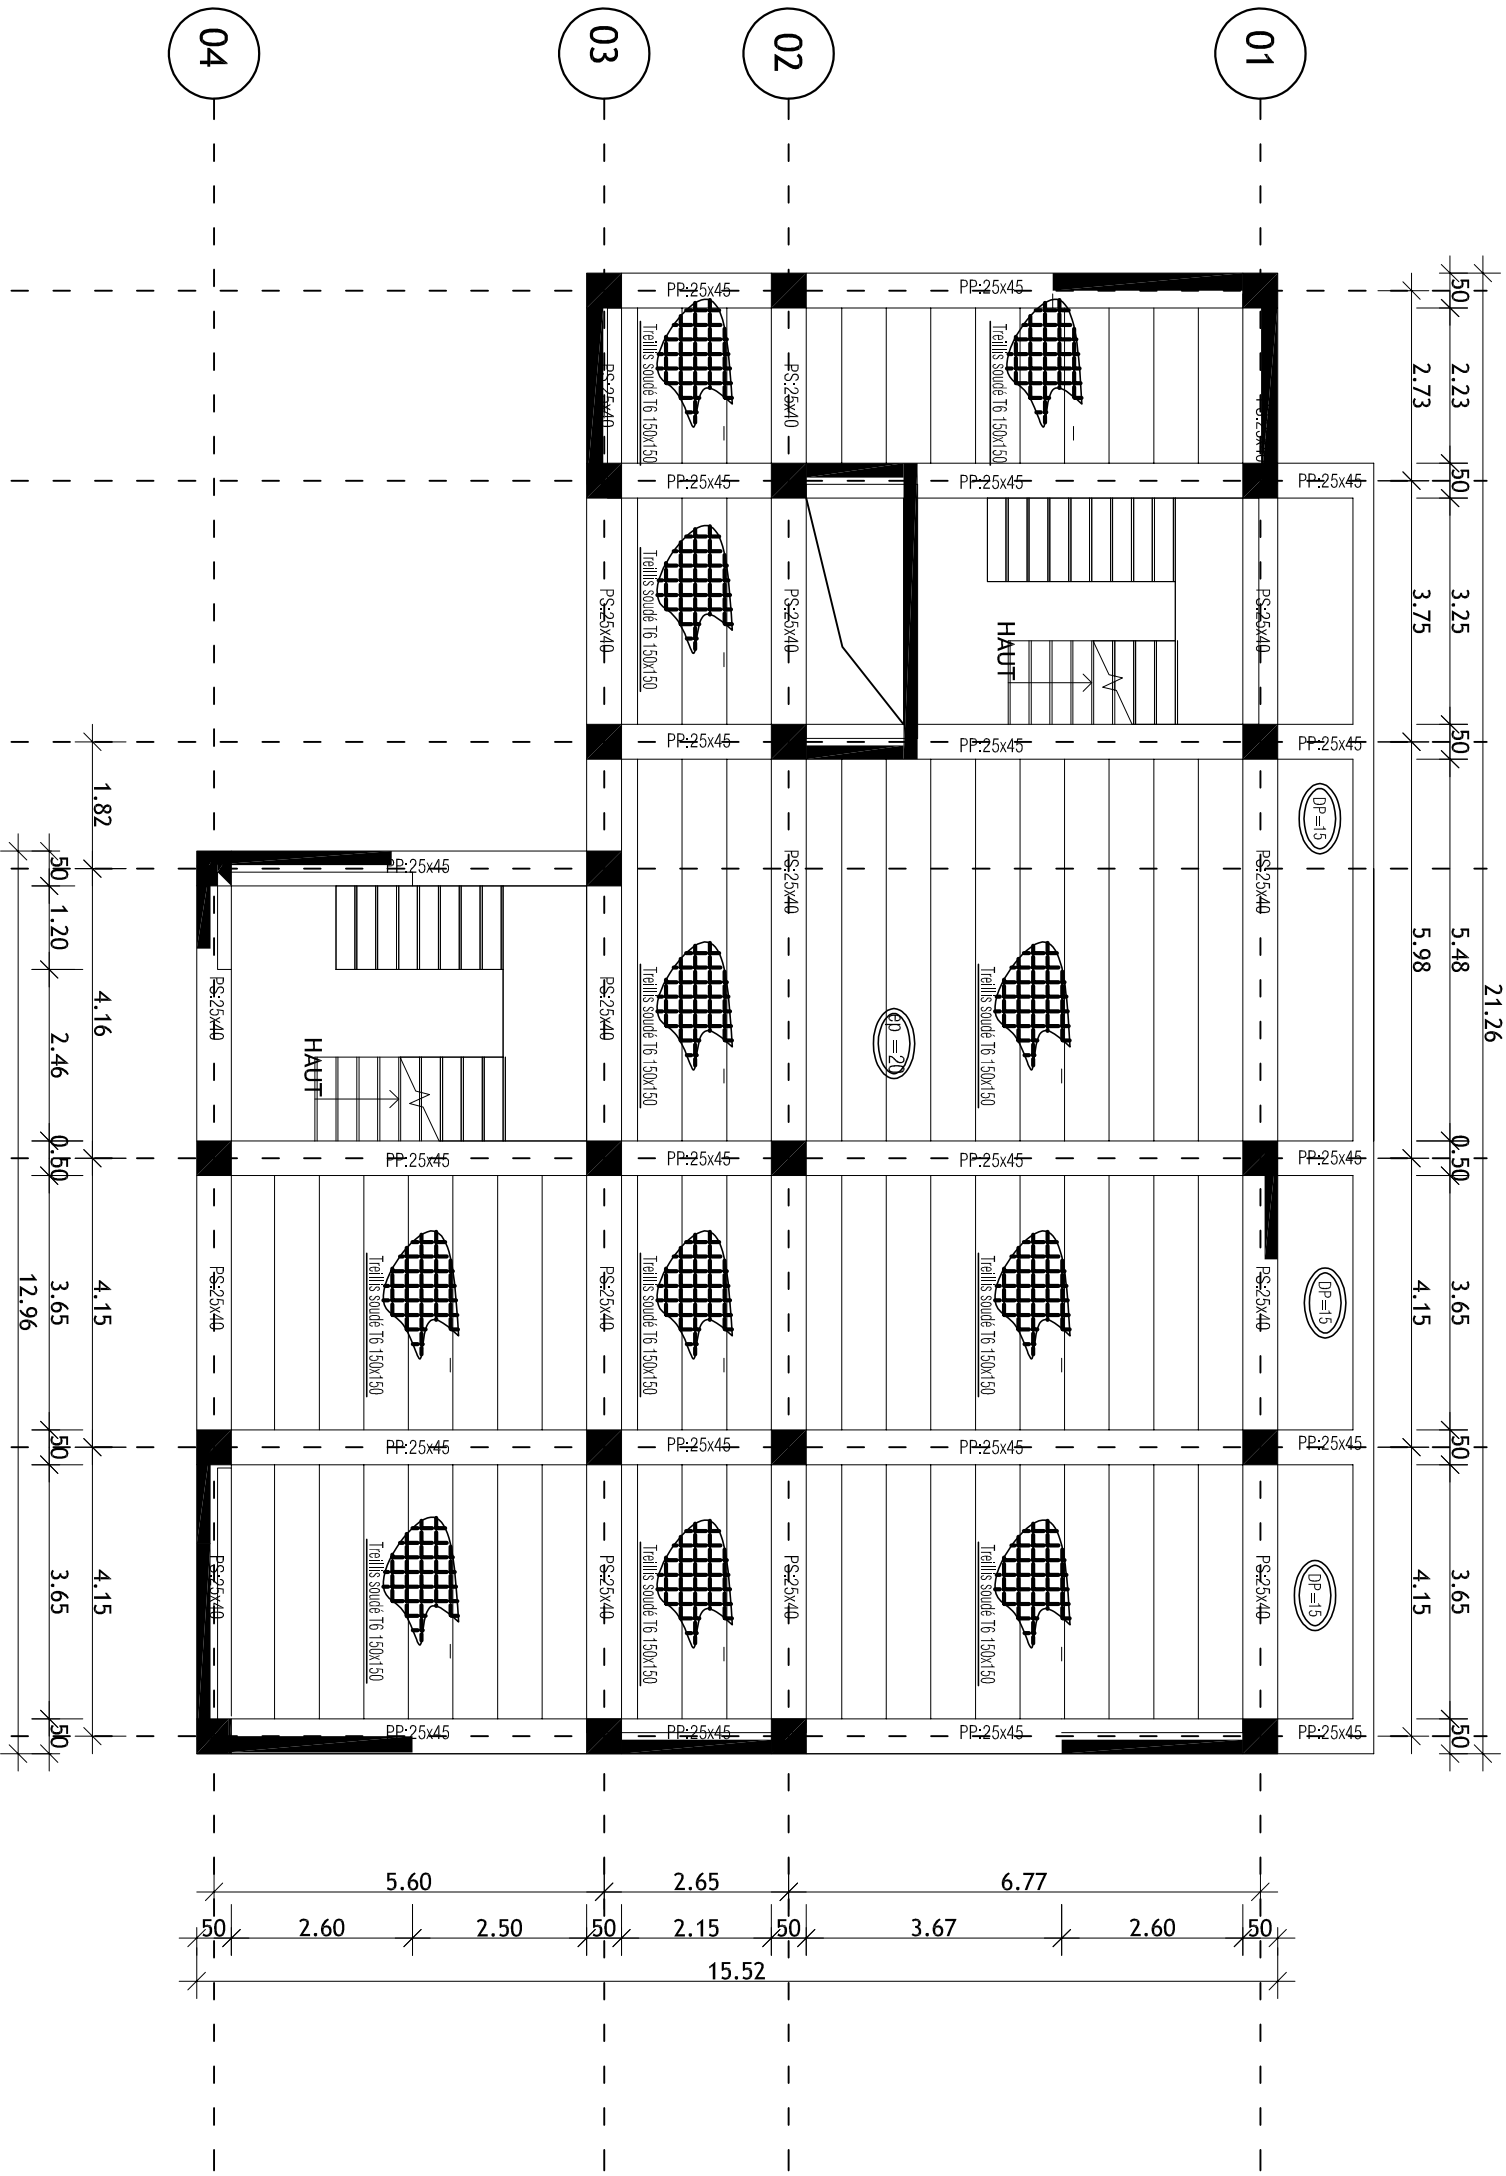 04
03
02
01
PP:25x45
PP:25x45
50
Treillis soudé T6 150x150
Treillis soudé T6 150x150
PS:25x40
PS:25x40
PS:25x40
2.73
2.23
PP:25x45
PP:25x45
PP:25x45
50
Treillis soudé T6 150x150
PS:25x40
PS:25x40
PS:25x40
HAUT
3.75
3.25
PP:25x45
PP:25x45
PP:25x45
50
1.82
DP=15
50
PP:25x45
PS:25x40
PS:25x40
1.20
5.98
5.48
21.26
4.16
2.46
PS:25x40
PS:25x40
Treillis soudé T6 150x150
ep =20
Treillis soudé T6 150x150
HAUT
0.50
PP:25x45
PP:25x45
PP:25x45
PP:25x45
0.50
12.96
3.65
4.15
PS:25x40
Treillis soudé T6 150x150
PS:25x40
Treillis soudé T6 150x150
Treillis soudé T6 150x150
PS:25x40
DP=15
4.15
3.65
50
PP:25x45
PP:25x45
PP:25x45
PP:25x45
50
3.65
4.15
PS:25x40
Treillis soudé T6 150x150
PS:25x40
Treillis soudé T6 150x150
PS:25x40
Treillis soudé T6 150x150
PS:25x40
DP=15
4.15
3.65
50
PP:25x45
PP:25x45
PP:25x45
PP:25x45
50
5.60
2.65
6.77
50
2.60
2.50
50
2.15
50
3.67
2.60
50
15.52